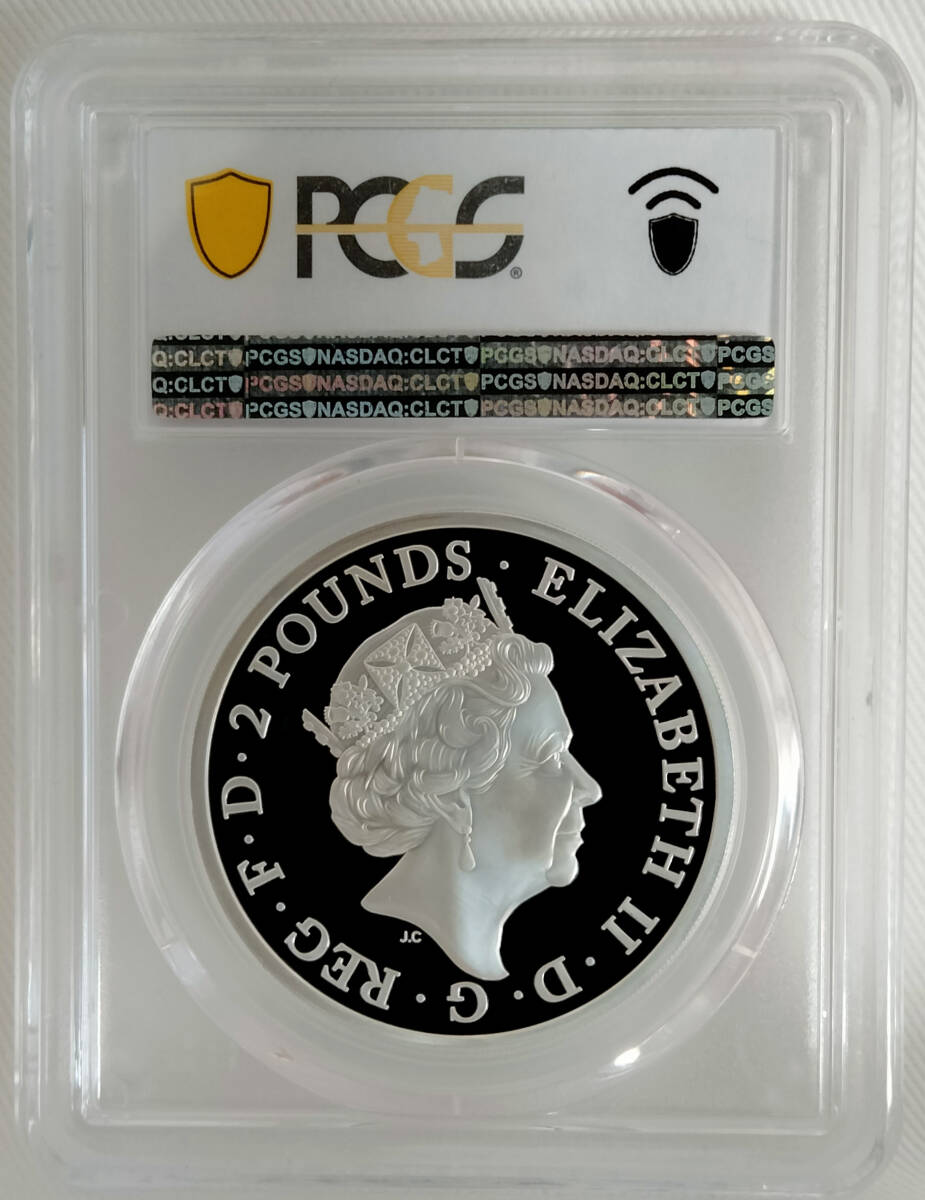 PCGS®
Q:CLCT PCGS NASDAQ:CLCT PCGS NASDAQ:CLCT PCGS
Q:CLCT PCGS NASDAQ:CLCT PCGS NASDAQ:CLCT PCGS
Q:CLCT PCGS NASDAQ:CLCT PCGS NASDAQ:CLCT PCGS
ELIZABETH II · D · G · REG · F · D · 2 POUNDS ·
J.C